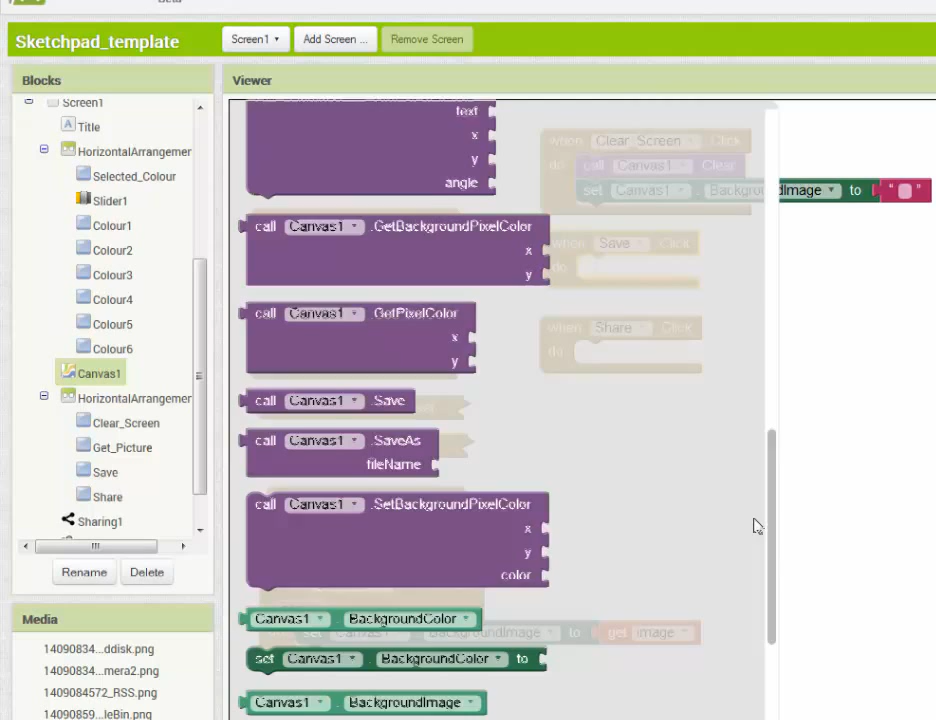 Sketchpad_template
Screen1
Add Screen ...
Remove Screen
Blocks
Viewer
Screen1
Title
HorizontalArrangemer
Selected_Colour
Slider1
Colour1
Colour2
Colour3
Colour4
Colour5
Colour6
Canvas1
HorizontalArrangemer
Clear_Screen
Get_Picture
Save
Share
Sharing1
Rename
Delete
Media
14090834...ddisk.png
14090834...mera2.png
1409084572_RSS.png
14090859...leBin.png
text
x
y
angle
call Canvas1 .GetBackgroundPixelColor
x
y
call Canvas1 .GetPixelColor
x
y
call Canvas1 .Save
call Canvas1 .SaveAs
fileName
call Canvas1 .SetBackgroundPixelColor
x
y
color
Canvas1 . BackgroundColor
set Canvas1 . BackgroundColor to
Canvas1 . BackgroundImage
when Clear_Screen .Click
do call Canvas1 .Clear
set Canvas1 . BackgroundImage to " "
when Save .Click
do
when Share .Click
do
set Canvas1 . BackgroundImage to get image